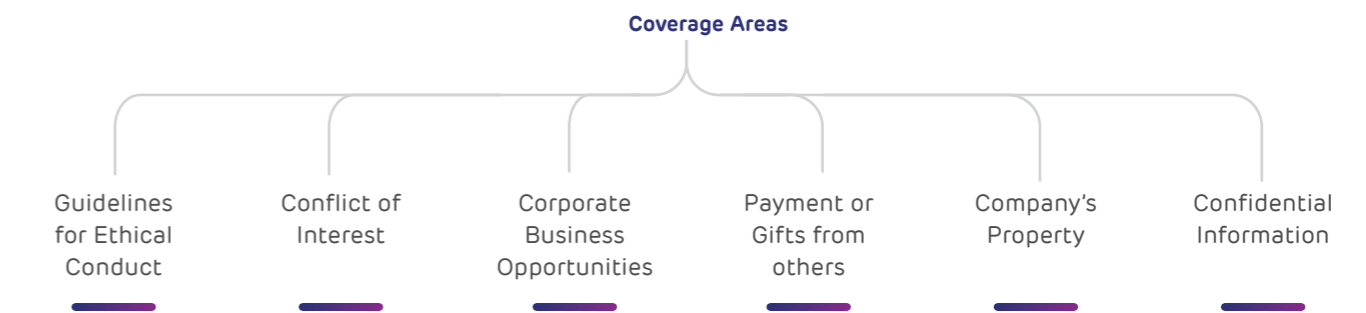 Coverage Areas
Guidelines
for Ethical
Conduct
Conflict of
Interest
Corporate
Business
Opportunities
Payment or
Gifts from
others
Company’s
Property
Confidential
Information